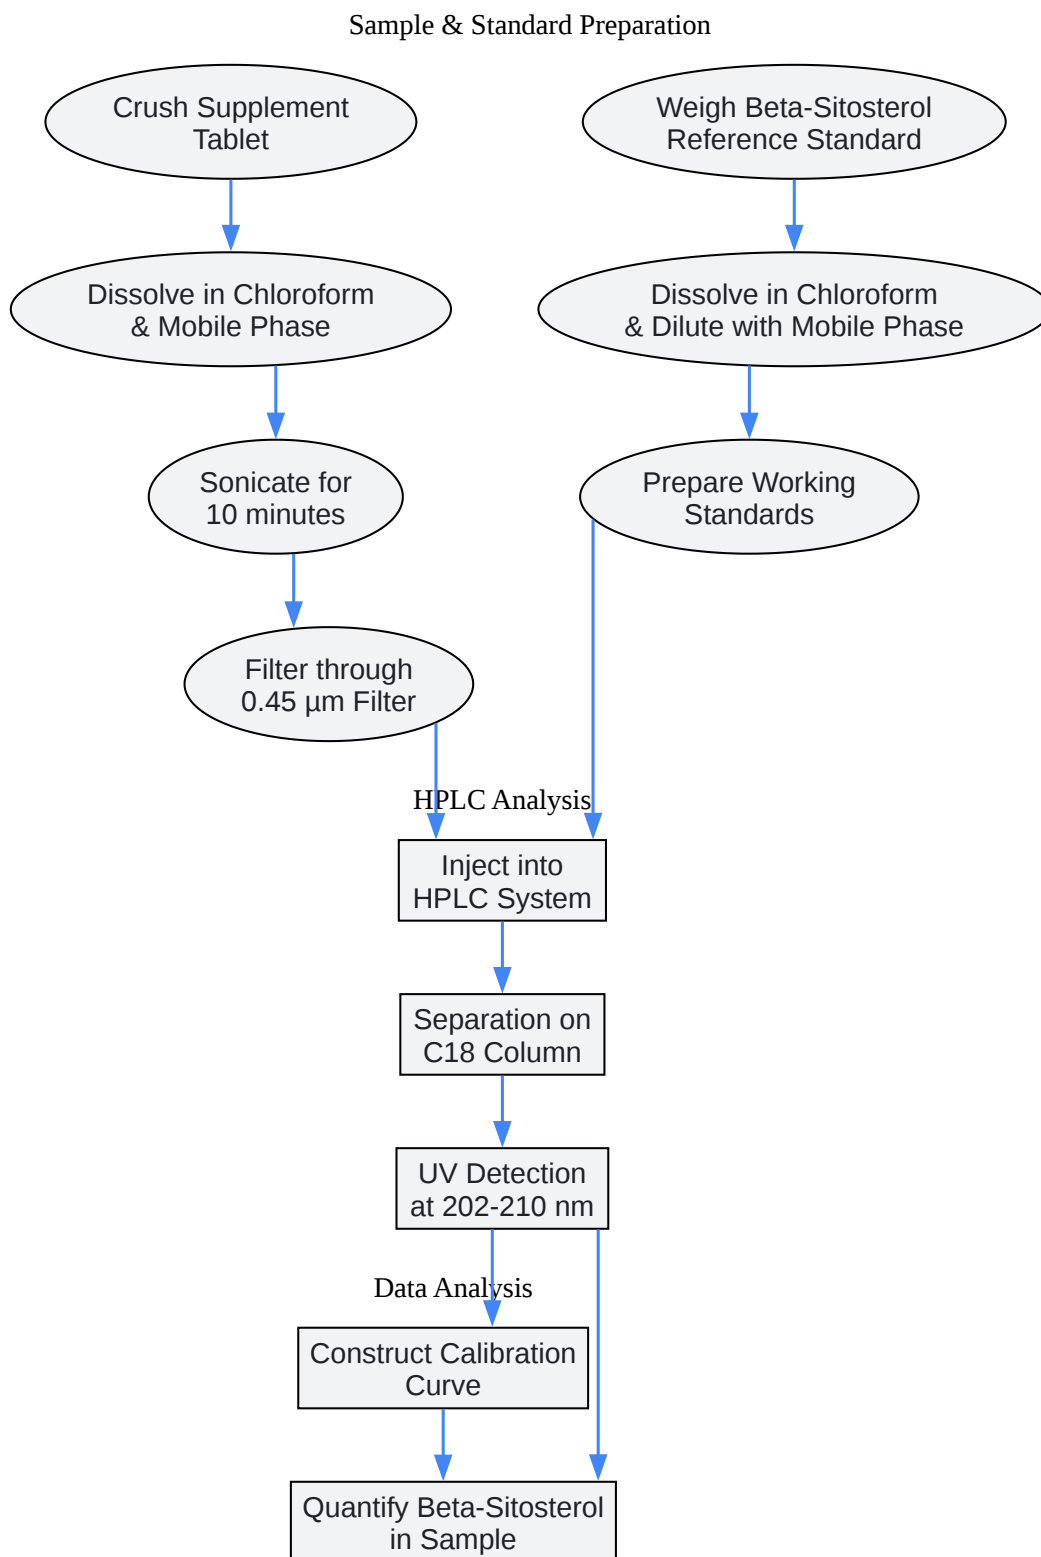 Sample & Standard Preparation
Crush Supplement
Tablet
Weigh Beta-Sitosterol
Reference Standard
Dissolve in Chloroform
& Mobile Phase
Dissolve in Chloroform
& Dilute with Mobile Phase
Sonicate for
10 minutes
Prepare Working
Standards
Filter through
0.45 µm Filter
HPLC Analysis
Inject into
HPLC System
Separation on
C18 Column
UV Detection
at 202-210 nm
Data Analysis
Construct Calibration
Curve
Quantify Beta-Sitosterol
in Sample